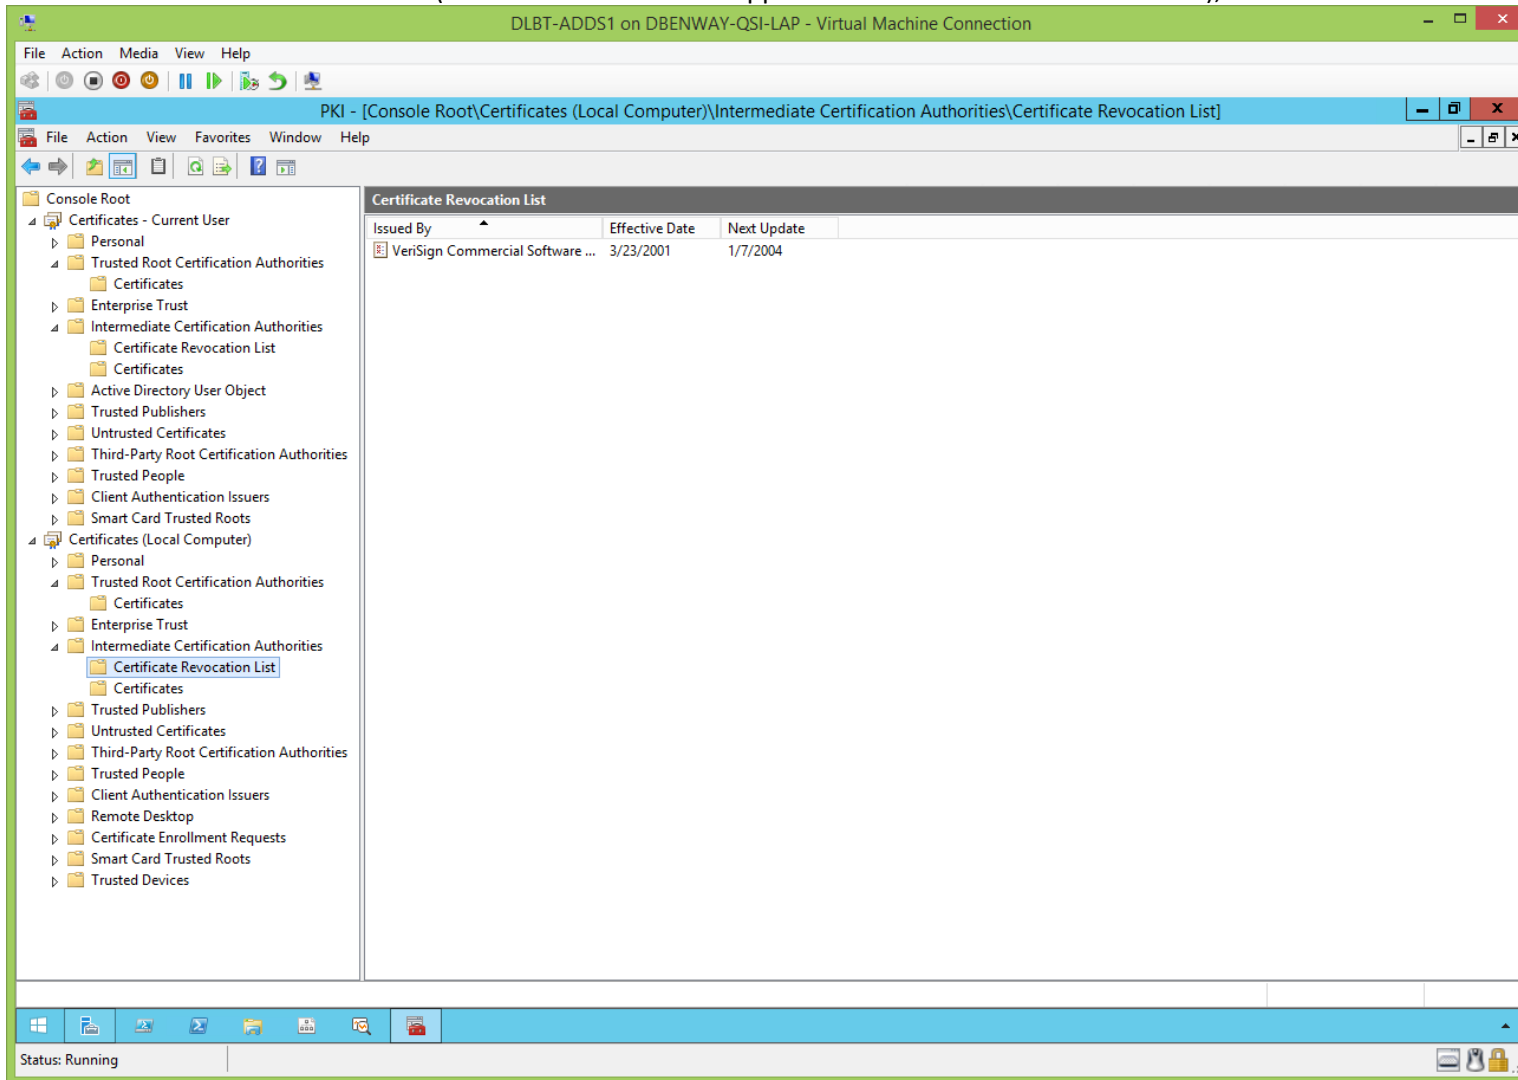 DLBT-ADDS1 on DBENWAY-QSI-LAP - Virtual Machine Connection
File Action Media View Help
PKI - [Console Root\Certificates (Local Computer)\Intermediate Certification Authorities\Certificate Revocation List]
File Action View Favorites Window Help
Console Root
Certificates - Current User
Personal
Trusted Root Certification Authorities
Certificates
Enterprise Trust
Intermediate Certification Authorities
Certificate Revocation List
Certificates
Active Directory User Object
Trusted Publishers
Untrusted Certificates
Third-Party Root Certification Authorities
Trusted People
Client Authentication Issuers
Smart Card Trusted Roots
Certificates (Local Computer)
Personal
Trusted Root Certification Authorities
Certificates
Enterprise Trust
Intermediate Certification Authorities
Certificate Revocation List
Certificates
Trusted Publishers
Untrusted Certificates
Third-Party Root Certification Authorities
Trusted People
Client Authentication Issuers
Remote Desktop
Certificate Enrollment Requests
Smart Card Trusted Roots
Trusted Devices
Certificate Revocation List
Issued By Effective Date Next Update
VeriSign Commercial Software ... 3/23/2001 1/7/2004
Status: Running